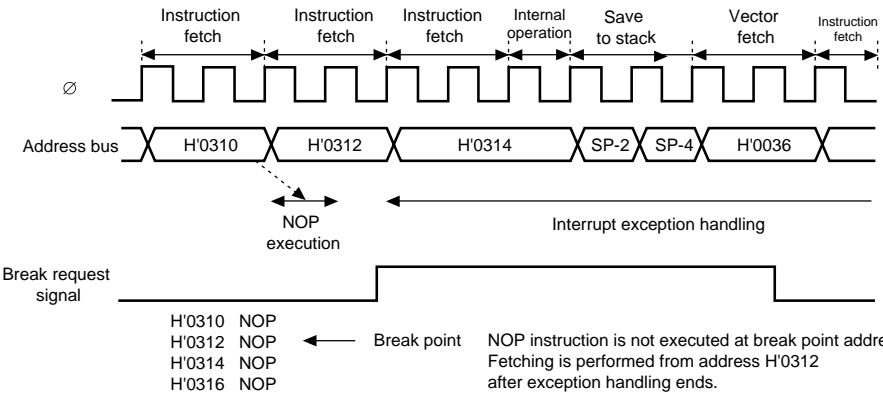 Instruction fetch
Instruction fetch
Instruction fetch
Internal operation
Save to stack
Vector fetch
Instruction fetch
∅
Address bus
H'0310
H'0312
H'0314
SP-2
SP-4
H'0036
NOP execution
Interrupt exception handling
Break request signal
H'0310 NOP
H'0312 NOP
H'0314 NOP
H'0316 NOP
Break point
NOP instruction is not executed at break point addre
Fetching is performed from address H'0312
after exception handling ends.